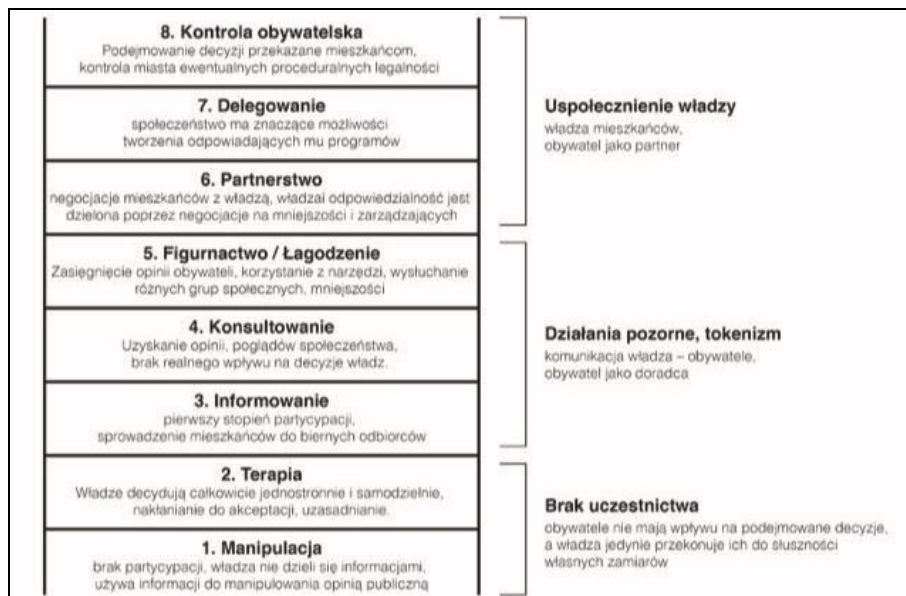 8. Kontrola obywatelska
Podejmowanie decyzji przekazane mieszkańcom,
kontrola miasta ewentualnych proceduralnych legalności
7. Delegowanie
społeczeństwo ma znaczące możliwości
tworzenia odpowiadających mu programów
Uspołecznienie władzy
władza mieszkańców,
obywatel jako partner
6. Partnerstwo
negocjacje mieszkańców z władzą, władzai odpowiedzialność jest
dzielona poprzez negocjacje na mniejszości i zarządzających
5. Figurnactwo / Łagodzenie
Zasięgnięcie opinii obywateli, korzystanie z narzędzi, wysłuchanie
różnych grup społecznych, mniejszości
4. Konsultowanie
Uzyskanie opinii, poglądów społeczeństwa,
brak realnego wpływu na decyzje władz.
Działania pozorne, tokenizm
komunikacja władza – obywatele,
obywatel jako doradca
3. Informowanie
pierwszy stopień partycypacji,
sprowadzenie mieszkańców do biernych odbiorców
2. Terapia
Władze decydują całkowicie jednostronnie i samodzielnie,
nakłanianie do akceptacji, uzasadnianie.
Brak uczestnictwa
obywatele nie mają wpływu na podejmowane decyzje,
a władza jedynie przekonuje ich do słuszności
własnych zamiarów
1. Manipulacja
brak partycypacji, władza nie dzieli się informacjami,
używa informacji do manipulowania opinią publiczną